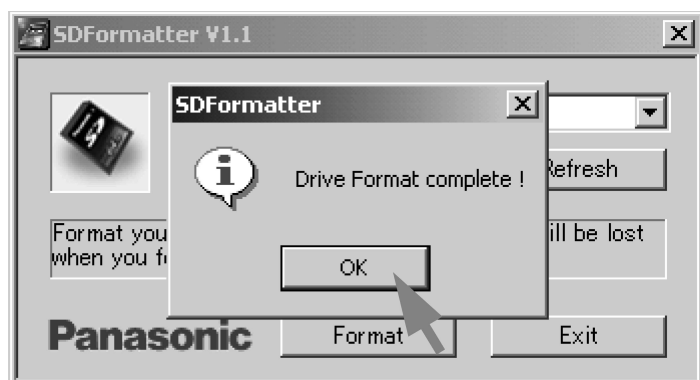 SDFormatter V1.1
SDFormatter
Drive Format complete !
Refresh
Format you
ill be lost
when you f
OK
Panasonic
Format
Exit